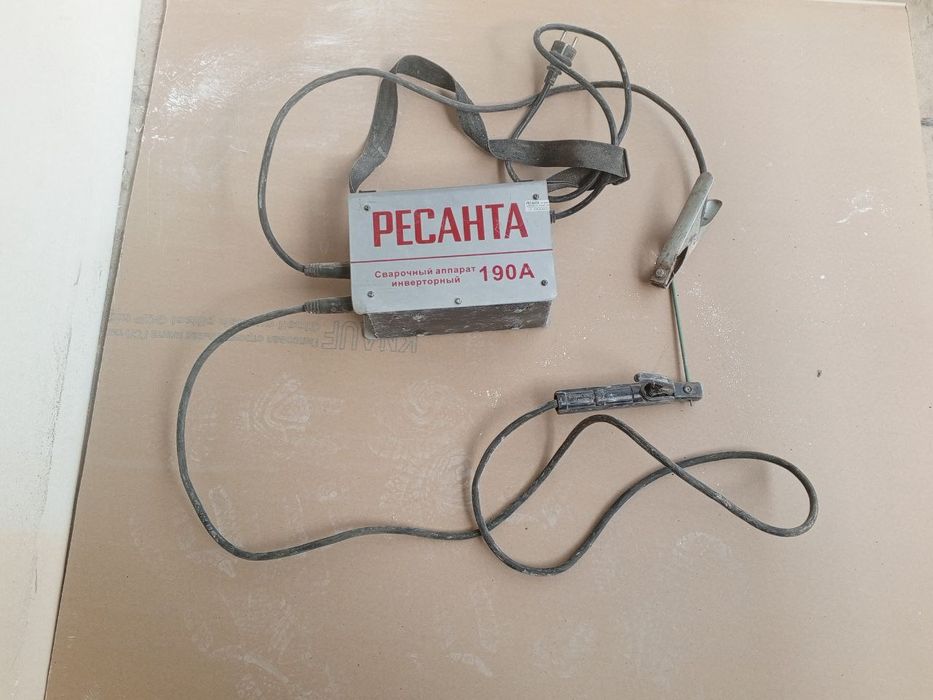 РЕСАНТА
Сварочный аппарат
инверторный 190А
KNAUF